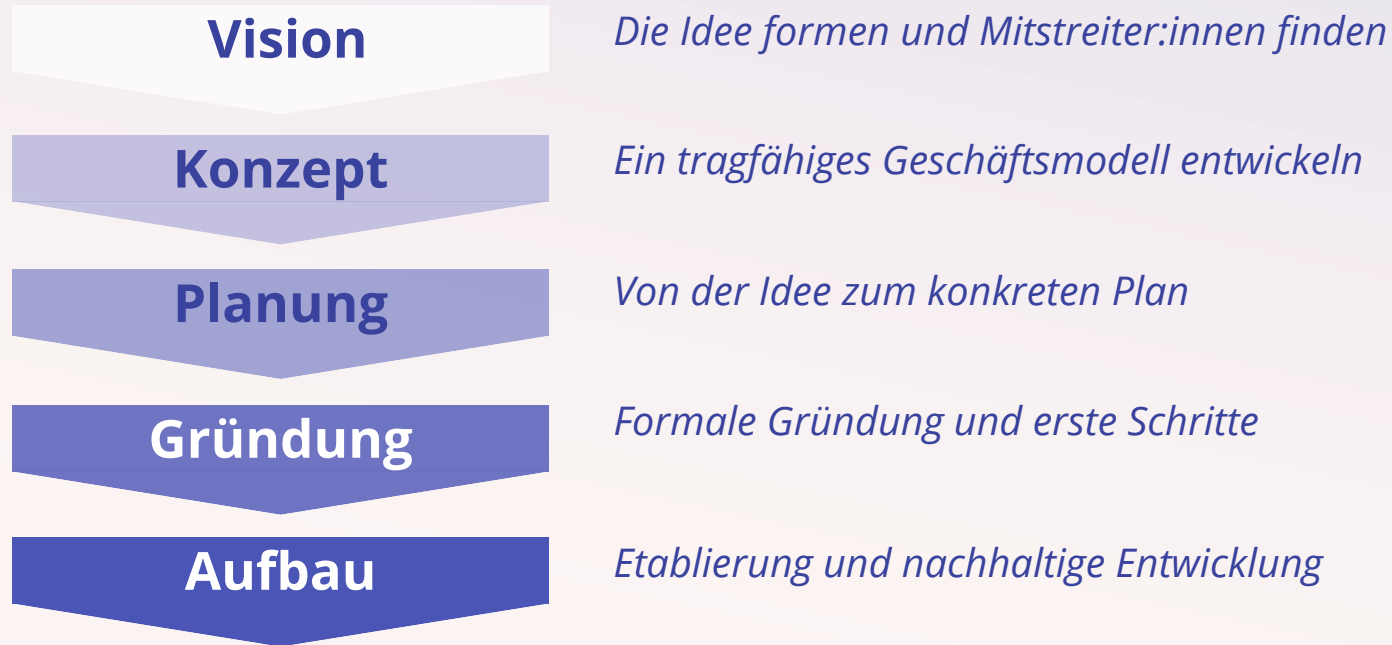 Vision
Die Idee formen und Mitstreiter:innen finden
Konzept
Ein tragfähiges Geschäftsmodell entwickeln
Planung
Von der Idee zum konkreten Plan
Gründung
Formale Gründung und erste Schritte
Aufbau
Etablierung und nachhaltige Entwicklung